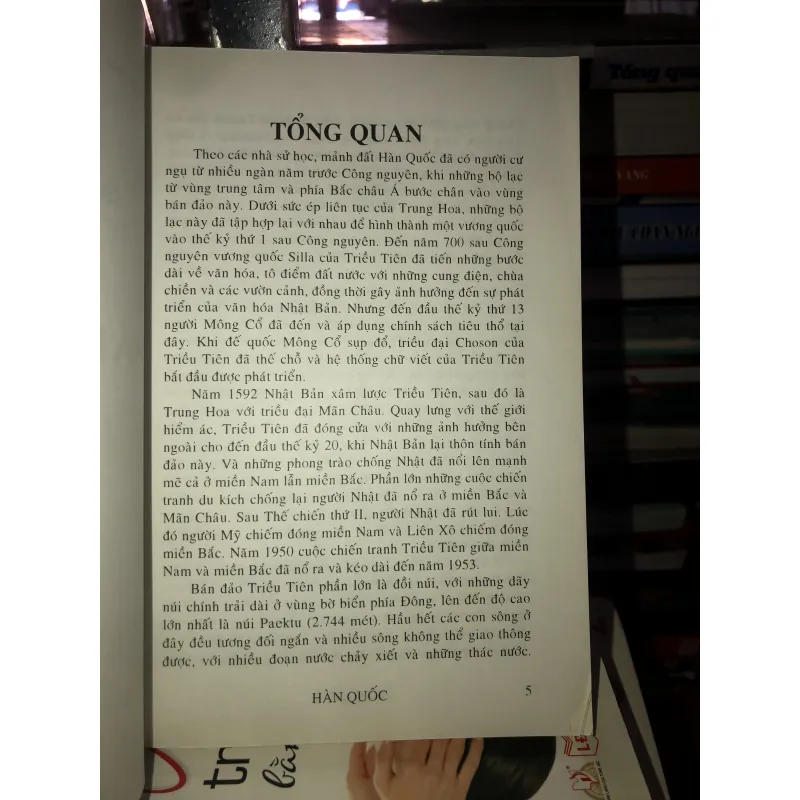 TỔNG QUAN
Theo các nhà sử học, mảnh đất Hàn Quốc đã có người cư
ngụ từ nhiều ngàn năm trước Công nguyên, khi những bộ lạc
từ vùng trung tâm và phía Bắc châu Á bước chân vào vùng
bán đảo này. Dưới sức ép liên tục của Trung Hoa, những bộ
lạc này đã tập hợp lại với nhau để hình thành một vương quốc
vào thế kỷ thứ 1 sau Công nguyên. Đến năm 700 sau Công
nguyên vương quốc Silla của Triều Tiên đã tiến những bước
dài về văn hóa, tô điểm đất nước với những cung điện, chùa
chiền và các vườn cảnh, đồng thời gây ảnh hưởng đến sự phát
triển của văn hóa Nhật Bản. Nhưng đến đầu thế kỷ thứ 13
người Mông Cổ đã đến và áp dụng chính sách tiêu thổ tại
đây. Khi đế quốc Mông Cổ sụp đổ, triều đại Choson của
Triều Tiên đã thế chỗ và hệ thống chữ viết của Triều Tiên
bắt đầu được phát triển.
Năm 1592 Nhật Bản xâm lược Triều Tiên, sau đó là
Trung Hoa với triều đại Mãn Châu. Quay lưng với thế giới
hiểm ác, Triều Tiên đã đóng cửa với những ảnh hưởng bên
ngoài cho đến đầu thế kỷ 20, khi Nhật Bản lại thôn tính bán
đảo này. Và những phong trào chống Nhật đã nổi lên mạnh
mẽ cả ở miền Nam lẫn miền Bắc. Phần lớn những cuộc chiến
tranh du kích chống lại người Nhật đã nổ ra ở miền Bắc và
Mãn Châu. Sau Thế chiến thứ II, người Nhật đã rút lui. Lúc
đó người Mỹ chiếm đóng miền Nam và Liên Xô chiếm đóng
miền Bắc. Năm 1950 cuộc chiến tranh Triều Tiên giữa miền
Nam và miền Bắc đã nổ ra và kéo dài đến năm 1953.
Bán đảo Triều Tiên phần lớn là đồi núi, với những dãy
núi chính trải dài ở vùng bờ biển phía Đông, lên đến độ cao
lớn nhất là núi Paektu (2.744 mét). Hầu hết các con sông ở
đây đều tương đối ngắn và nhiều sông không thể giao thông
được, với nhiều đoạn nước chảy xiết và những thác nước.
HÀN QUỐC 5
tr
bằn
Tổng qua